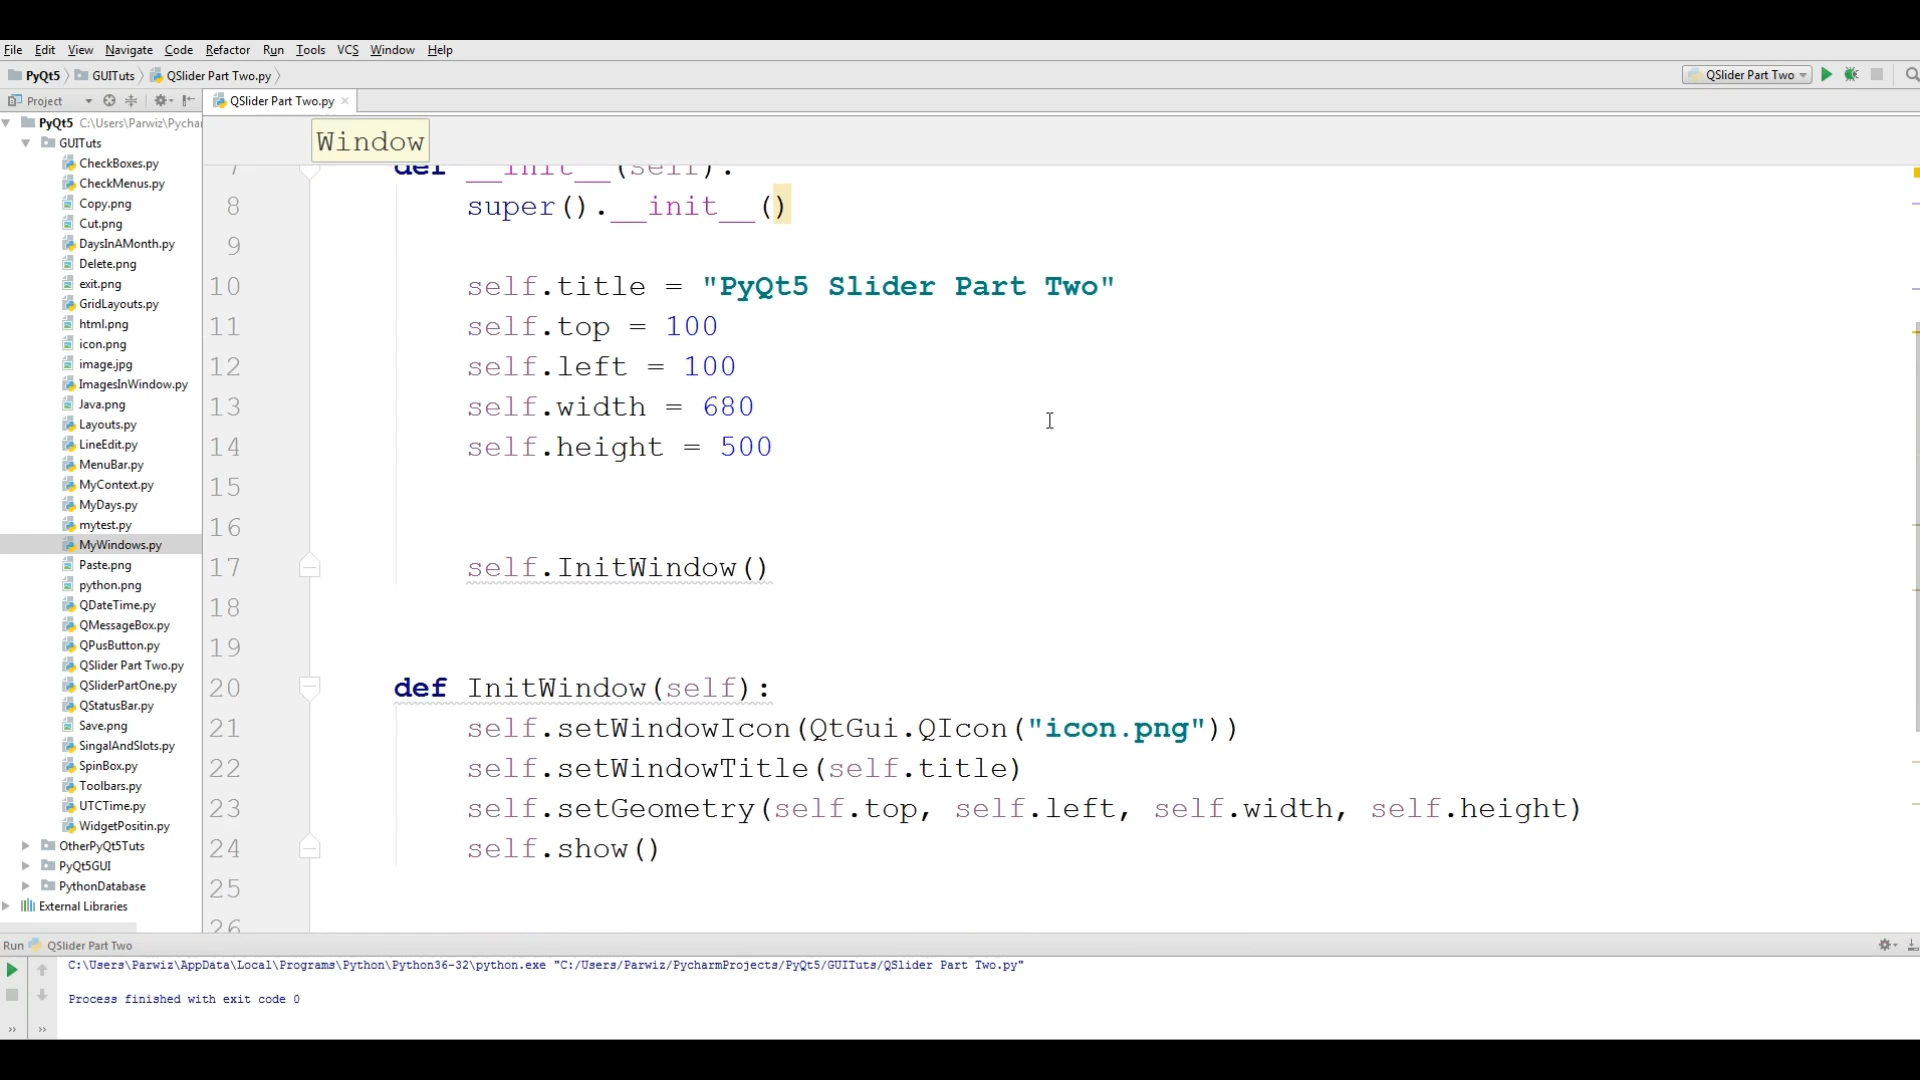 File Edit View Navigate Code Refactor Run Tools VCS Window Help
PyQt5 GUITuts QSlider Part Two.py QSlider Part Two
Project QSlider Part Two.py
PyQt5 C:\Users\Parwiz\Pycha
GUITuts
CheckBoxes.py
CheckMenus.py
Copy.png
Cut.png
DaysInAMonth.py
Delete.png
exit.png
GridLayouts.py
html.png
icon.png
image.jpg
ImagesInWindow.py
Java.png
Layouts.py
LineEdit.py
MenuBar.py
MyContext.py
MyDays.py
mytest.py
MyWindows.py
Paste.png
python.png
QDateTime.py
QMessageBox.py
QPusButton.py
QSlider Part Two.py
QSliderPartOne.py
QStatusBar.py
Save.png
SingalAndSlots.py
SpinBox.py
Toolbars.py
UTCTime.py
WidgetPositin.py
OtherPyQt5Tuts
PyQt5GUI
PythonDatabase
External Libraries
Window
7 def __init__(self):
8 super().__init__()
9
10 self.title = "PyQt5 Slider Part Two"
11 self.top = 100
12 self.left = 100
13 self.width = 680
14 self.height = 500
15
16
17 self.InitWindow()
18
19
20 def InitWindow(self):
21 self.setWindowIcon(QtGui.QIcon("icon.png"))
22 self.setWindowTitle(self.title)
23 self.setGeometry(self.top, self.left, self.width, self.height)
24 self.show()
25
26
Run QSlider Part Two
C:\Users\Parwiz\AppData\Local\Programs\Python\Python36-32\python.exe "C:/Users/Parwiz/PycharmProjects/PyQt5/GUITuts/QSlider Part Two.py"
Process finished with exit code 0